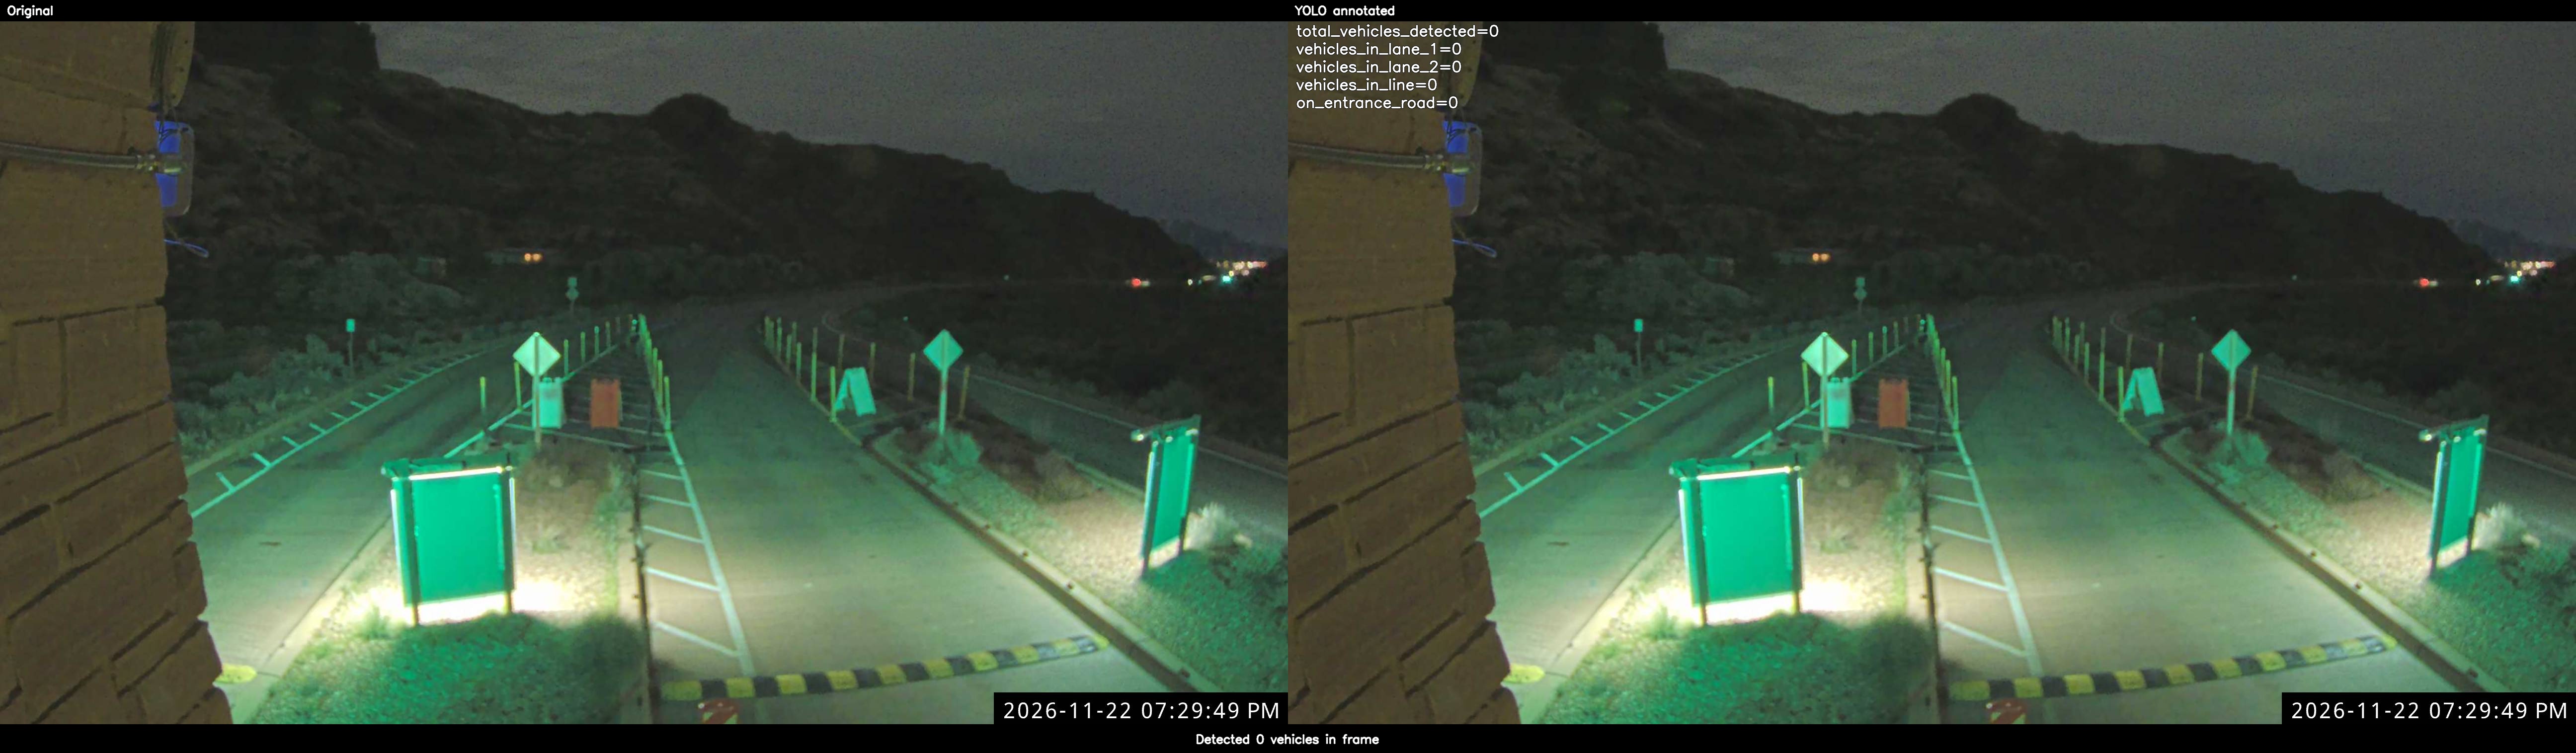 Original
YOLO annotated
total_vehicles_detected=0
vehicles_in_lane_1=0
vehicles_in_lane_2=0
vehicles_in_line=0
on_entrance_road=0
2026-11-22 07:29:49 PM
2026-11-22 07:29:49 PM
Detected 0 vehicles in frame